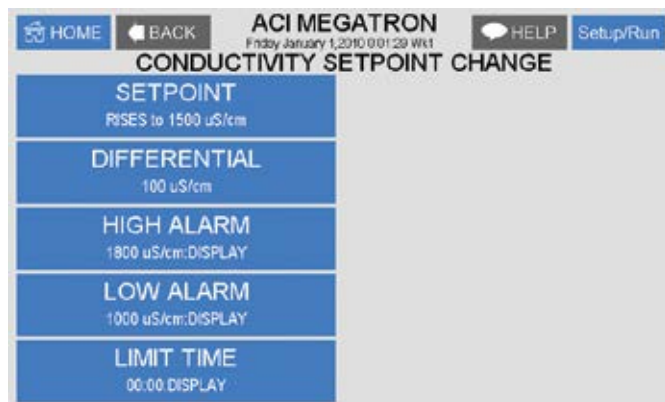 HOME BACK ACI MEGATRON HELP Setup/Run
Friday January 1,2010 0:01:29 Wk1
CONDUCTIVITY SETPOINT CHANGE
SETPOINT
RISES to 1500 uS/cm
DIFFERENTIAL
100 uS/cm
HIGH ALARM
1800 uS/cm:DISPLAY
LOW ALARM
1000 uS/cm:DISPLAY
LIMIT TIME
00:00:DISPLAY